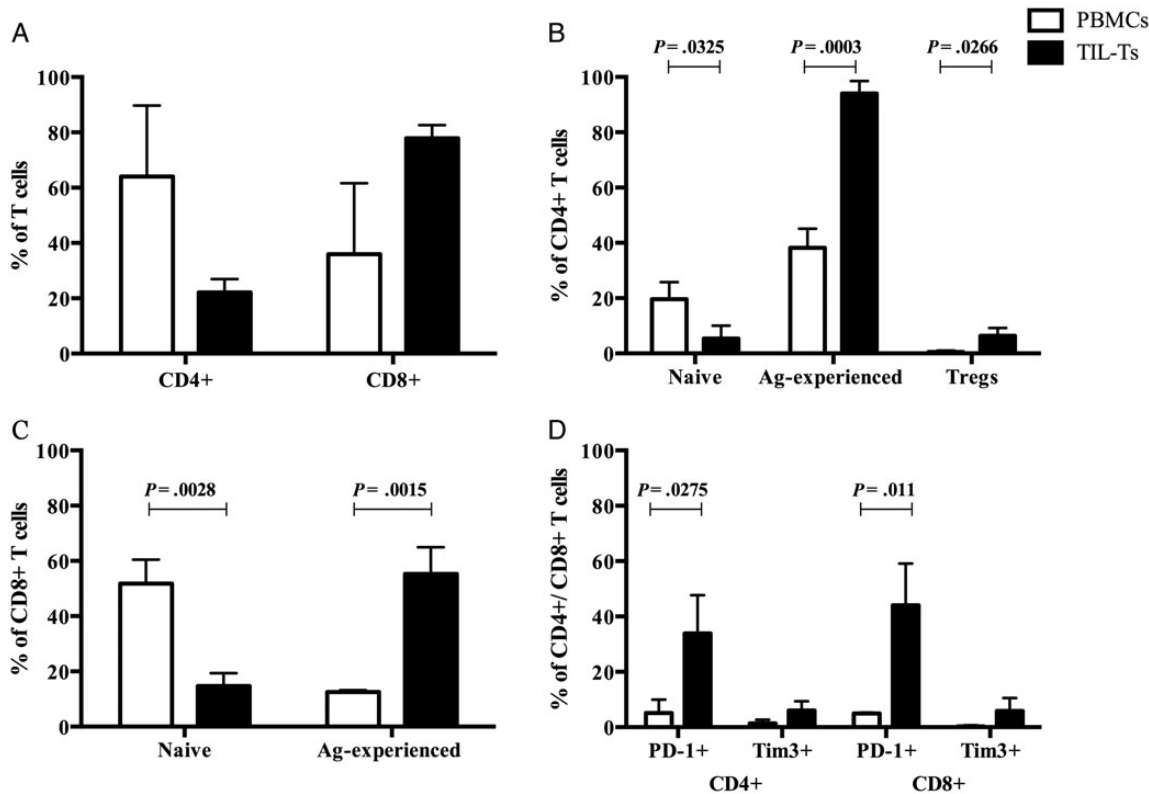 PBMCs
TIL-Ts
A
% of T cells
100
80
60
40
20
0
CD4+ CD8+
B
P = .0325 P = .0003 P = .0266
% of CD4+ T cells
100
80
60
40
20
0
Naive Ag-experienced Tregs
C
P = .0028 P = .0015
% of CD8+ T cells
100
80
60
40
20
0
Naive Ag-experienced
D
P = .0275 P = .011
% of CD4+/ CD8+ T cells
100
80
60
40
20
0
PD-1+ Tim3+ PD-1+ Tim3+
CD4+ CD8+